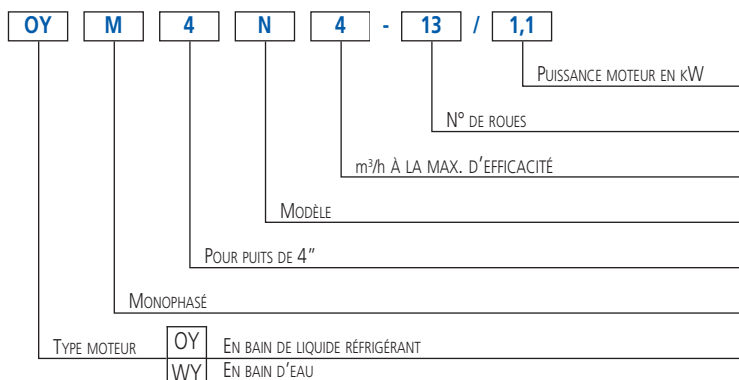 OY M 4 N 4 - 13 / 1,1
PUISSANCE MOTEUR EN KW
N° DE ROUES
m³/h À LA MAX. D'EFFICACITÉ
MODÈLE
POUR PUITS DE 4”
MONOPHASÉ
TYPE MOTEUR OY EN BAIN DE LIQUIDE RÉFRIGÉRANT
WY EN BAIN D'EAU